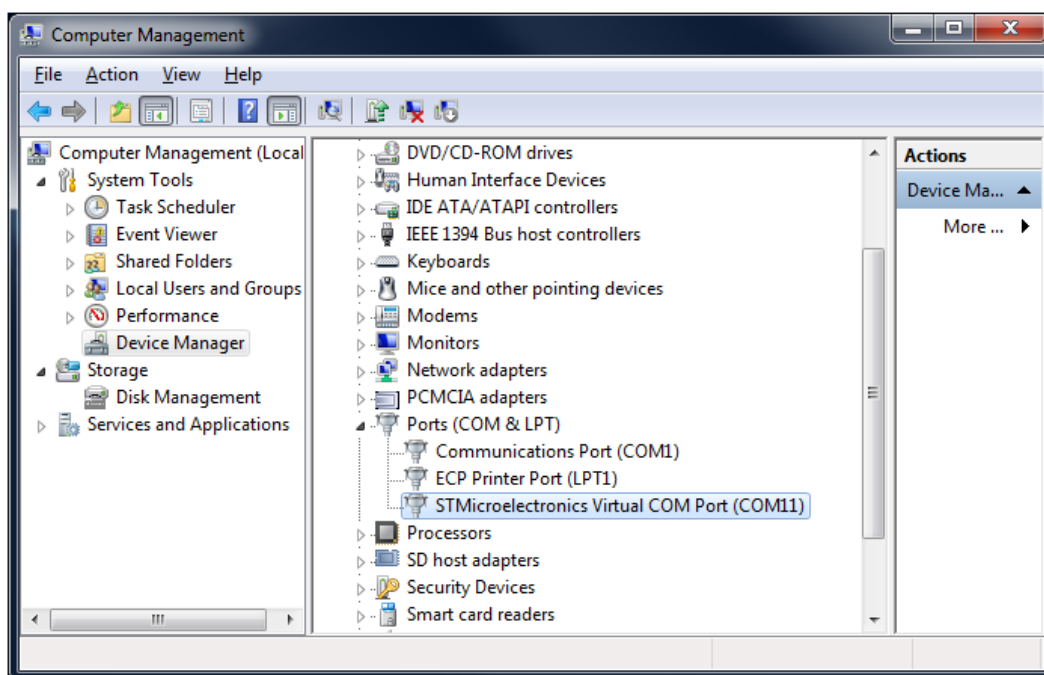 Computer Management
File Action View Help
Computer Management (Local
System Tools
Task Scheduler
Event Viewer
Shared Folders
Local Users and Groups
Performance
Device Manager
Storage
Disk Management
Services and Applications
DVD/CD-ROM drives
Human Interface Devices
IDE ATA/ATAPI controllers
IEEE 1394 Bus host controllers
Keyboards
Mice and other pointing devices
Modems
Monitors
Network adapters
PCMCIA adapters
Ports (COM & LPT)
Communications Port (COM1)
ECP Printer Port (LPT1)
STMicroelectronics Virtual COM Port (COM11)
Processors
SD host adapters
Security Devices
Smart card readers
Actions
Device Ma...
More ...